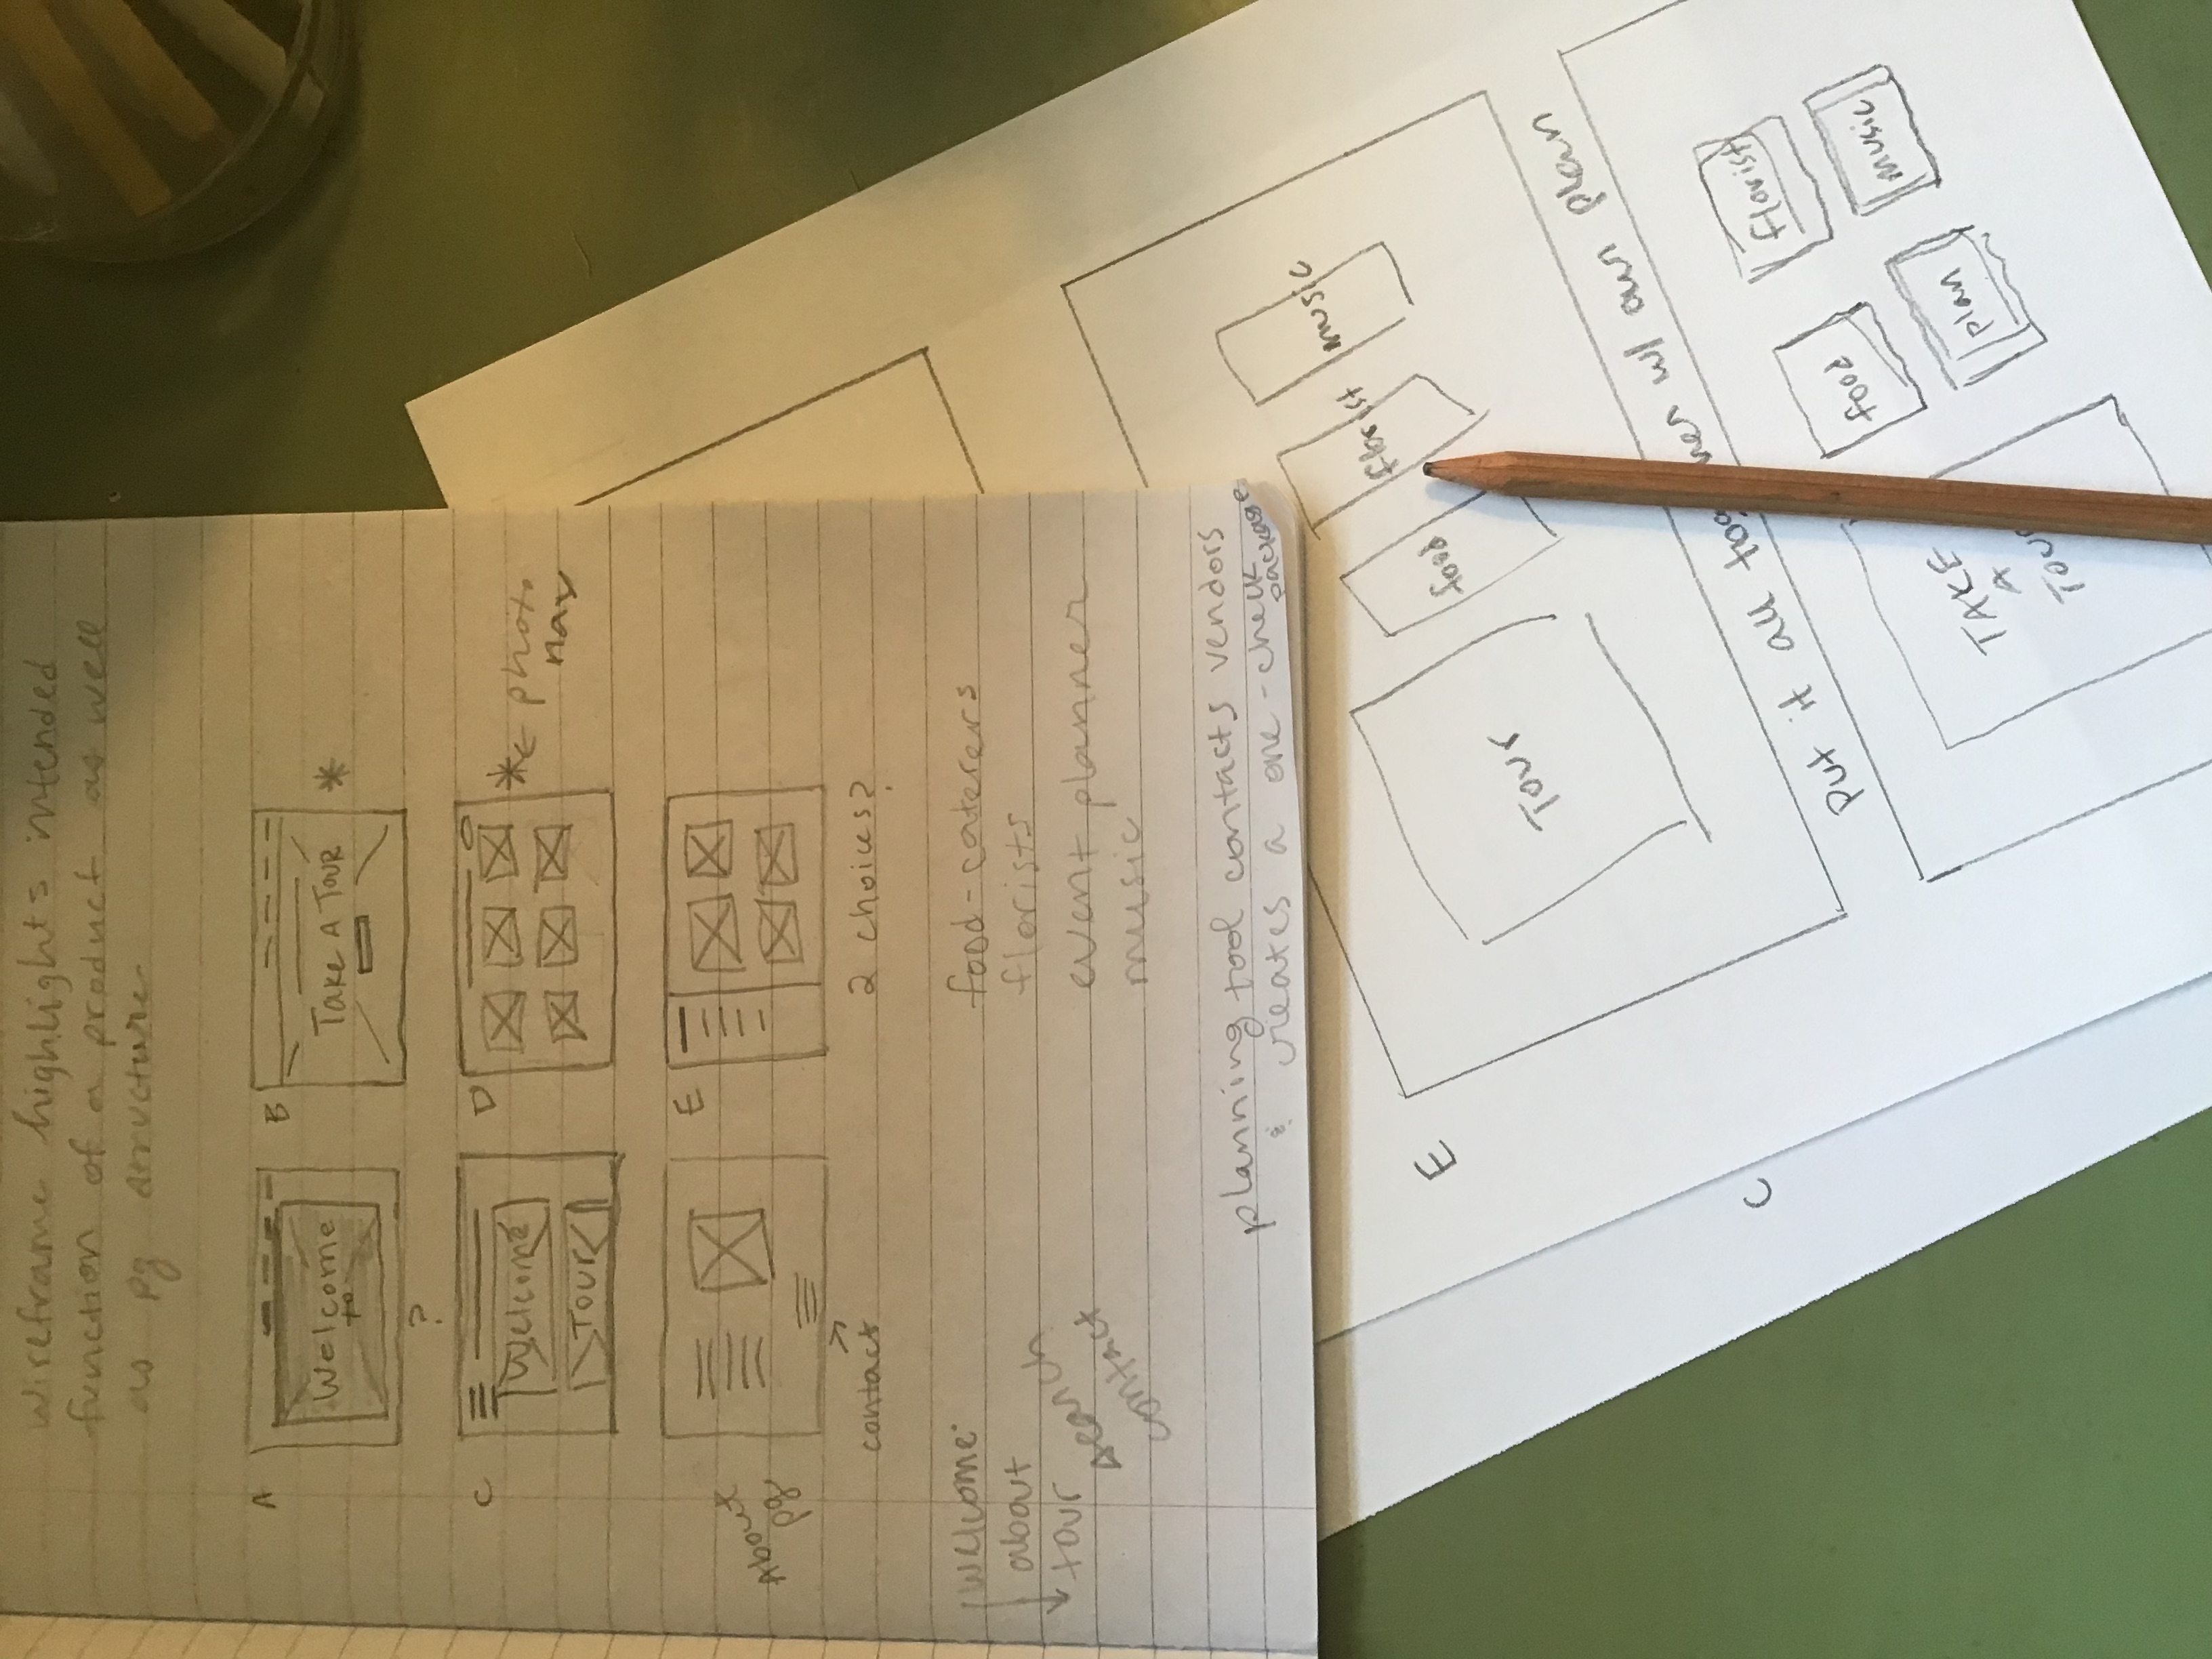 wireframe highlights intended
function of a product as well
as pg structure
A
Welcome
to
?
B
Take A Tour
*
C
Welcome
Tour
D
* ← photo
nav
About
pg
contact
E
2 choices?
welcome
about
tour
search
contact
food-caterers
florists
event planner
music
planning tool contacts vendors
& creates a one-check
package
E
Tour
food
florist
music
Put it all tog her w/ own plan
C
TAKE
A
TOUR
food
florist
plan
music